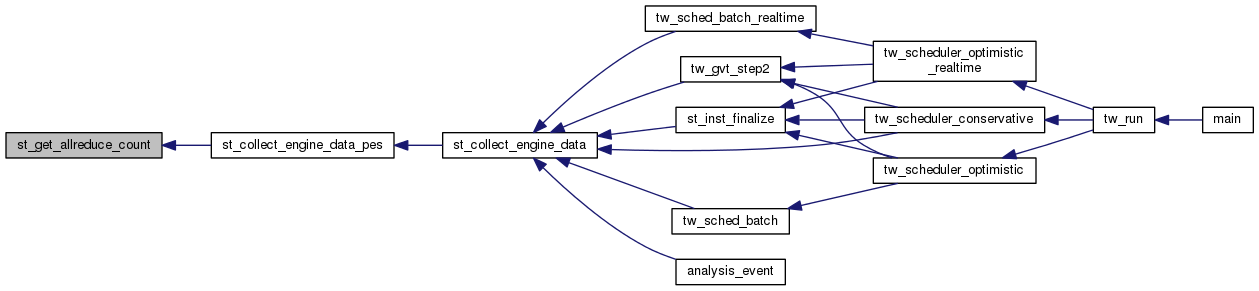 st_get_allreduce_count
st_collect_engine_data_pes
st_collect_engine_data
tw_sched_batch_realtime
tw_gvt_step2
st_inst_finalize
tw_sched_batch
analysis_event
tw_scheduler_optimistic
_realtime
tw_scheduler_conservative
tw_scheduler_optimistic
tw_run
main